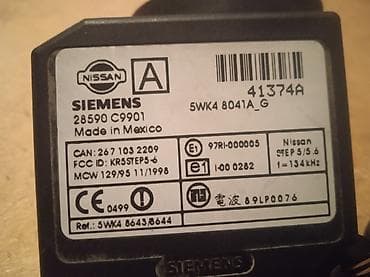 NISSAN
A
41374A
SIEMENS
5WK4 8041A_G
28590 C9901
Made in Mexico
CAN: 267 103 2209
FCC ID: KR5STEP5-6
MCW 129/95 11/1998
E1 97RI-000005
e1 I-00 0282
Nissan
STEP 5/5.6
f = 134kHz
CE 0499
電波 89LP0076
Ref.: 5WK4 8643/8644
SIEMENS